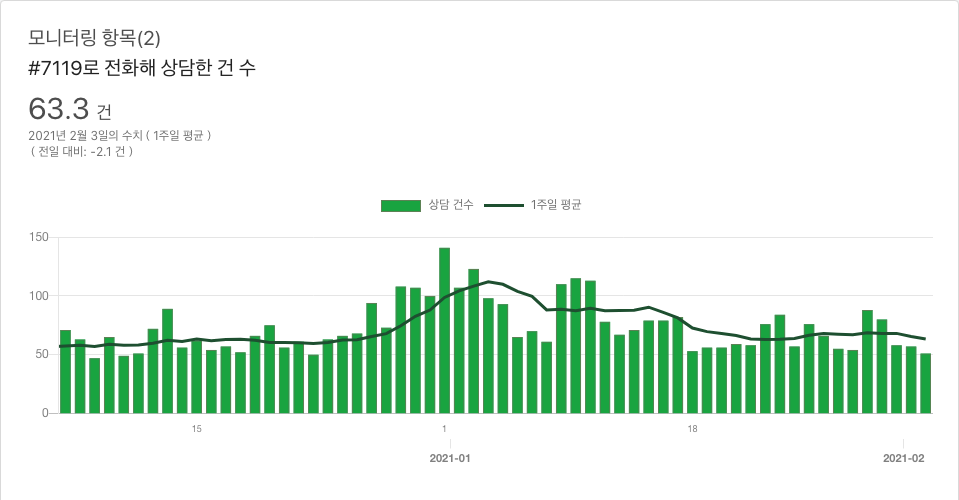 모니터링 항목(2)
#7119로 전화해 상담한 건 수
63.3 건
2021년 2월 3일의 수치 ( 1주일 평균 )
( 전일 대비: -2.1 건 )
상담 건수 1주일 평균
150
100
50
0
15 1 18
2021-01 2021-02